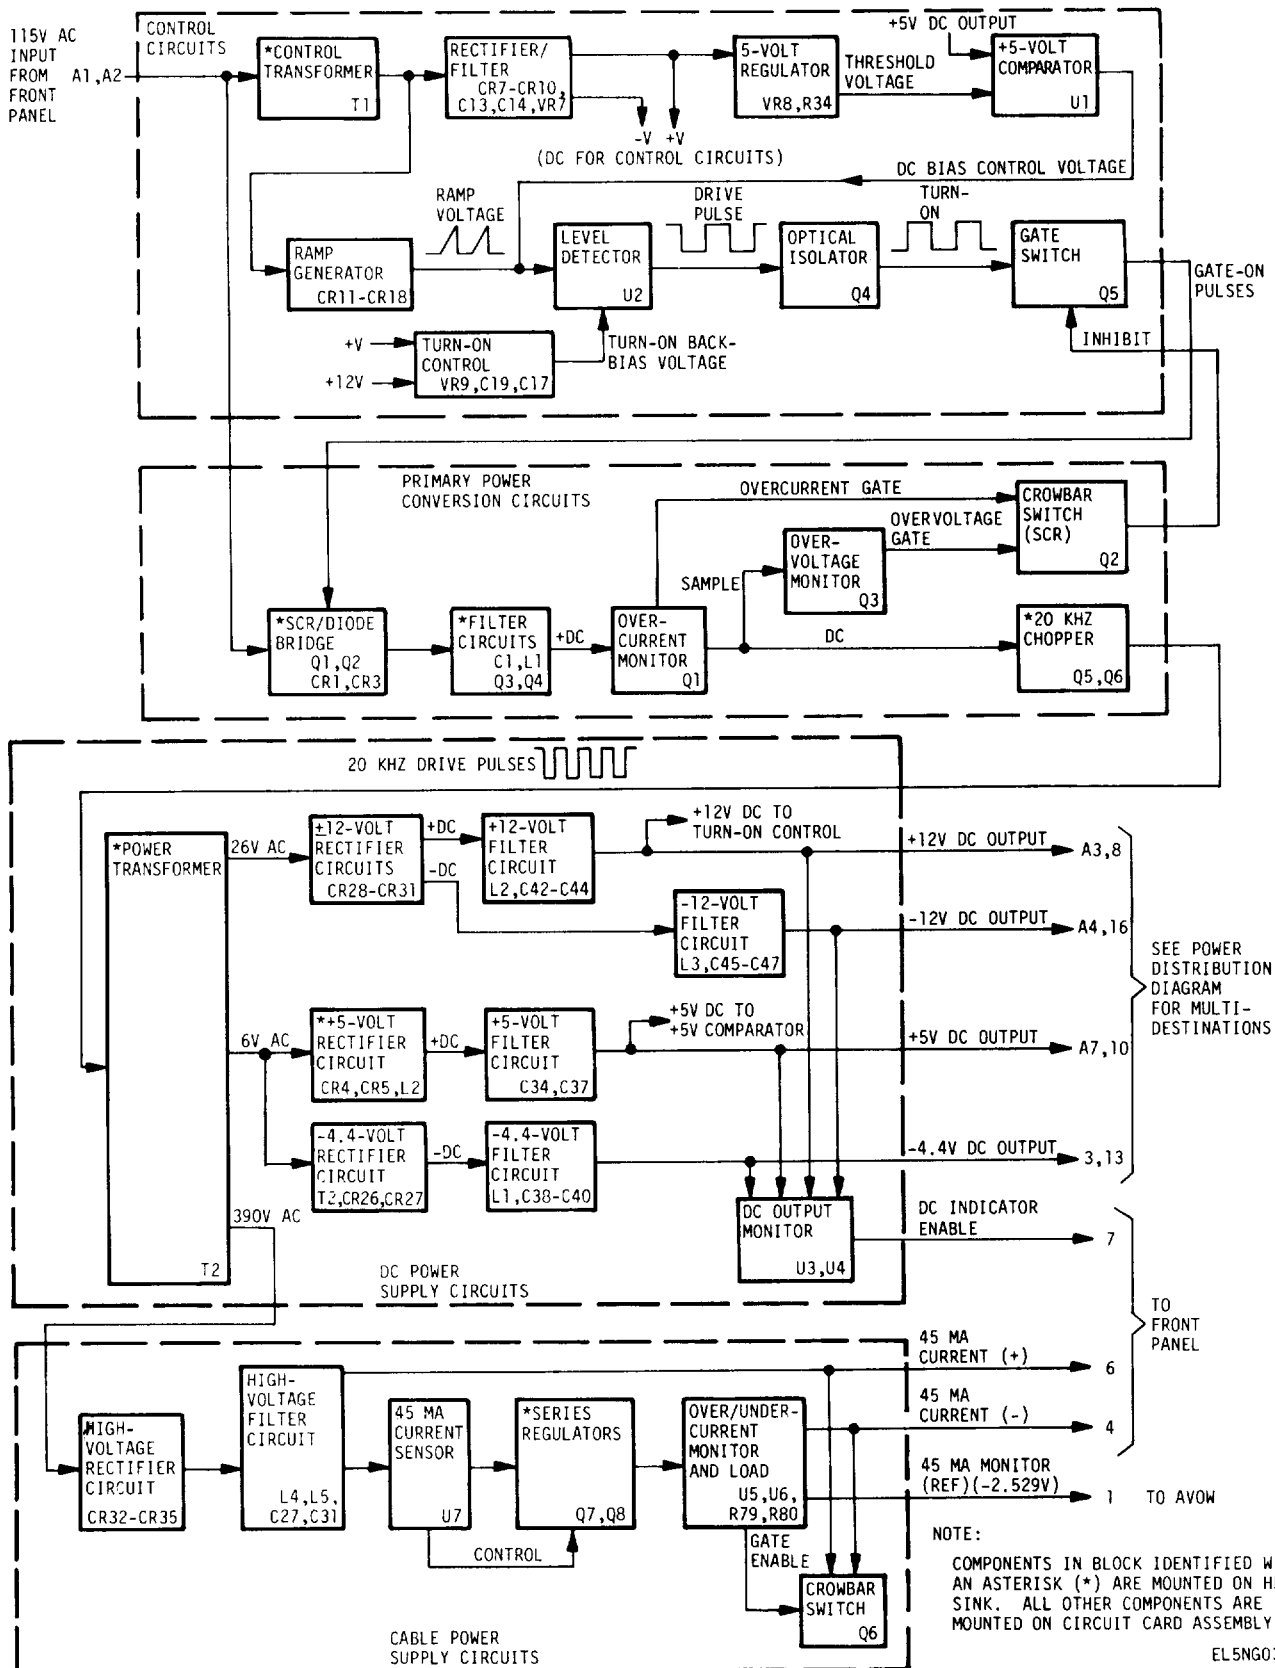 115V AC
INPUT
FROM
FRONT
PANEL
A1,A2
CONTROL
CIRCUITS
*CONTROL
TRANSFORMER
T1
RECTIFIER/
FILTER
CR7-CR10,
C13,C14,VR7
-V +V
(DC FOR CONTROL CIRCUITS)
5-VOLT
REGULATOR
VR8,R34
THRESHOLD
VOLTAGE
+5V DC OUTPUT
+5-VOLT
COMPARATOR
U1
DC BIAS CONTROL VOLTAGE
RAMP
VOLTAGE
RAMP
GENERATOR
CR11-CR18
LEVEL
DETECTOR
U2
DRIVE
PULSE
OPTICAL
ISOLATOR
Q4
TURN-
ON
GATE
SWITCH
Q5
GATE-ON
PULSES
+V
+12V
TURN-ON
CONTROL
VR9,C19,C17
TURN-ON BACK-
BIAS VOLTAGE
INHIBIT
PRIMARY POWER
CONVERSION CIRCUITS
OVERCURRENT GATE
CROWBAR
SWITCH
(SCR)
Q2
OVERVOLTAGE
GATE
OVER-
VOLTAGE
MONITOR
Q3
SAMPLE
*SCR/DIODE
BRIDGE
Q1,Q2
CR1,CR3
*FILTER
CIRCUITS
C1,L1
Q3,Q4
+DC
OVER-
CURRENT
MONITOR
Q1
DC
*20 KHZ
CHOPPER
Q5,Q6
20 KHZ DRIVE PULSES
*POWER
TRANSFORMER
T2
26V AC
±12-VOLT
RECTIFIER
CIRCUITS
CR28-CR31
+DC
-DC
+12-VOLT
FILTER
CIRCUIT
L2,C42-C44
+12V DC TO
TURN-ON CONTROL
+12V DC OUTPUT
A3,8
-12-VOLT
FILTER
CIRCUIT
L3,C45-C47
-12V DC OUTPUT
A4,16
SEE POWER
DISTRIBUTION
DIAGRAM
FOR MULTI-
DESTINATIONS
6V AC
*+5-VOLT
RECTIFIER
CIRCUIT
CR4,CR5,L2
+DC
+5-VOLT
FILTER
CIRCUIT
C34,C37
+5V DC TO
+5V COMPARATOR
+5V DC OUTPUT
A7,10
-4.4-VOLT
RECTIFIER
CIRCUIT
T2,CR26,CR27
-DC
-4.4-VOLT
FILTER
CIRCUIT
L1,C38-C40
-4.4V DC OUTPUT
3,13
390V AC
DC OUTPUT
MONITOR
U3,U4
DC INDICATOR
ENABLE
7
DC POWER
SUPPLY CIRCUITS
TO
FRONT
PANEL
45 MA
CURRENT (+)
6
45 MA
CURRENT (-)
4
45 MA MONITOR
(REF)(-2.529V)
1 TO AVOW
HIGH-
VOLTAGE
RECTIFIER
CIRCUIT
CR32-CR35
HIGH-
VOLTAGE
FILTER
CIRCUIT
L4,L5,
C27,C31
45 MA
CURRENT
SENSOR
U7
CONTROL
*SERIES
REGULATORS
Q7,Q8
OVER/UNDER-
CURRENT
MONITOR
AND LOAD
U5,U6,
R79,R80
GATE
ENABLE
CROWBAR
SWITCH
Q6
CABLE POWER
SUPPLY CIRCUITS
NOTE:
COMPONENTS IN BLOCK IDENTIFIED
AN ASTERISK (*) ARE MOUNTED ON
SINK. ALL OTHER COMPONENTS ARE
MOUNTED ON CIRCUIT CARD ASSEMBLY
EL5NG03